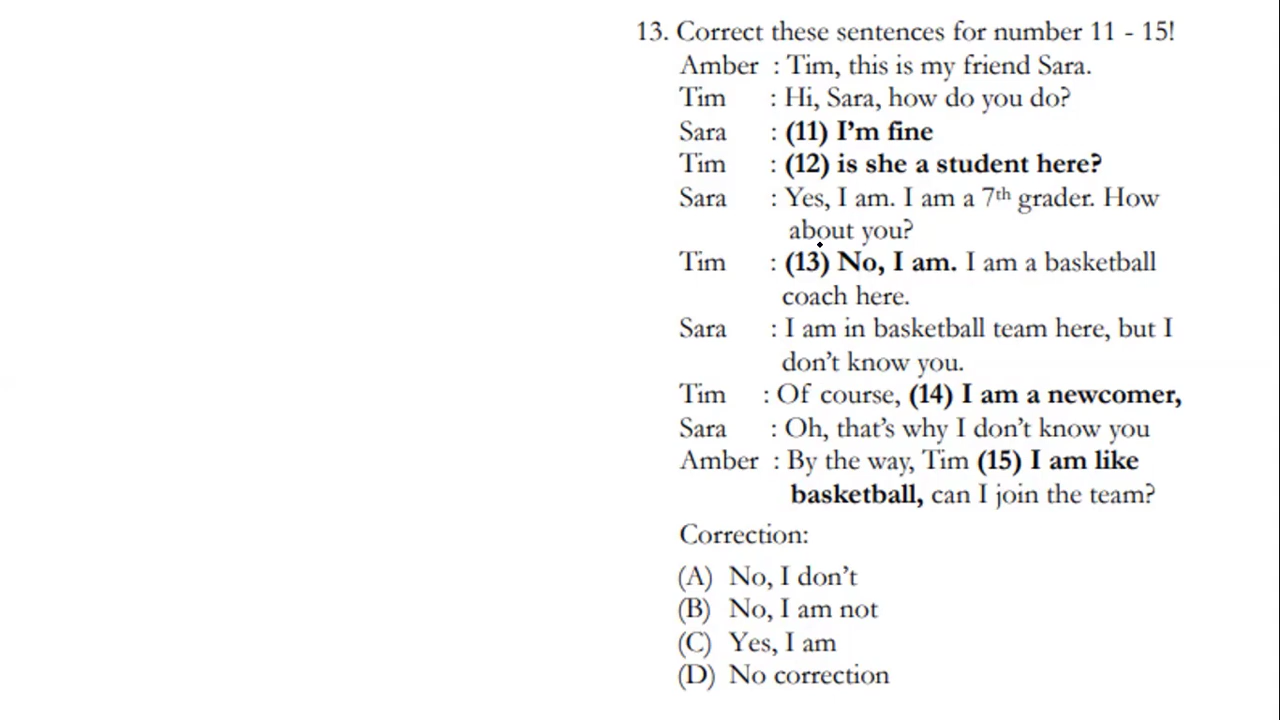 13. Correct these sentences for number 11 - 15!
Amber : Tim, this is my friend Sara.
Tim : Hi, Sara, how do you do?
Sara : (11) I'm fine
Tim : (12) is she a student here?
Sara : Yes, I am. I am a 7th grader. How
about you?
Tim : (13) No, I am. I am a basketball
coach here.
Sara : I am in basketball team here, but I
don't know you.
Tim : Of course, (14) I am a newcomer,
Sara : Oh, that's why I don't know you
Amber : By the way, Tim (15) I am like
basketball, can I join the team?
Correction:
(A) No, I don't
(B) No, I am not
(C) Yes, I am
(D) No correction